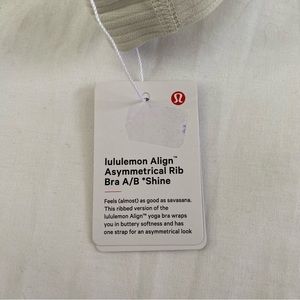 lululemon Align™
Asymmetrical Rib
Bra A/B *Shine
Feels (almost) as good as savasana.
This ribbed version of the
lululemon Align™ yoga bra wraps
you in buttery softness and has
one strap for an asymmetrical look